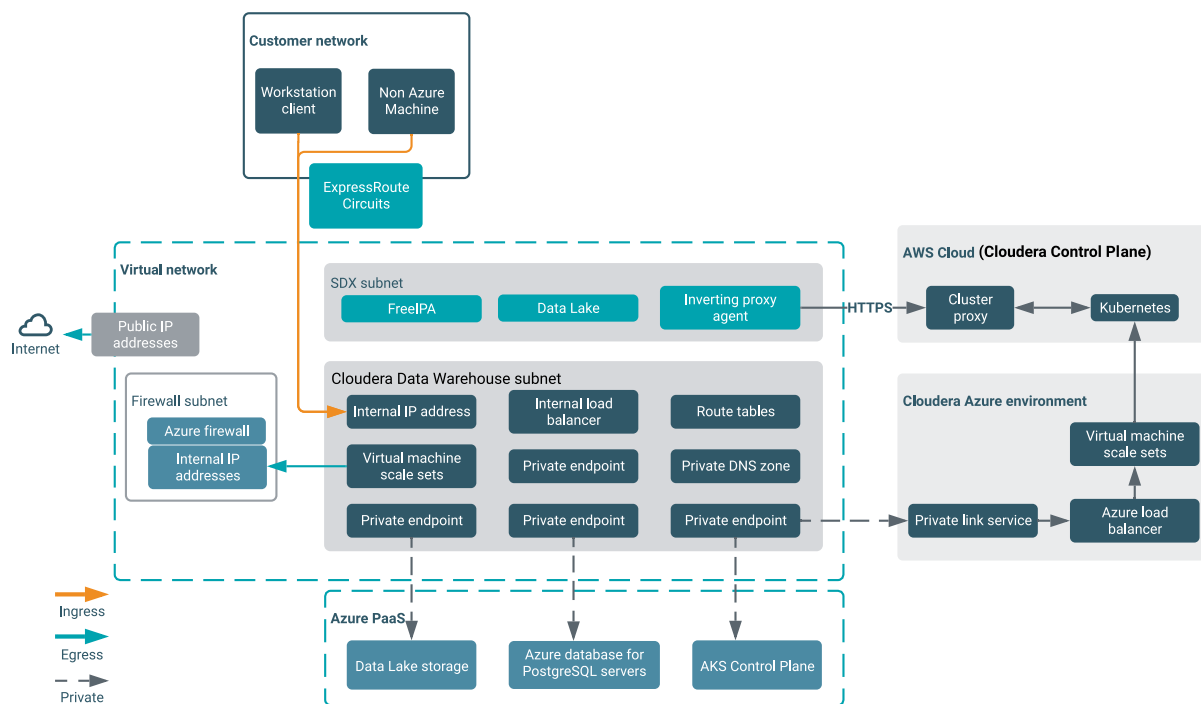 Customer network
Workstation
client
Non Azure
Machine
ExpressRoute
Circuits
Virtual network
SDX subnet
FreeIPA
Data Lake
Inverting proxy
agent
HTTPS
AWS Cloud (Cloudera Control Plane)
Cluster
proxy
Kubernetes
Internet
Public IP
addresses
Firewall subnet
Azure firewall
Internal IP
addresses
Cloudera Data Warehouse subnet
Internal IP address
Internal load
balancer
Route tables
Virtual machine
scale sets
Private endpoint
Private DNS zone
Private endpoint
Private endpoint
Private endpoint
Cloudera Azure environment
Virtual machine
scale sets
Private link service
Azure load
balancer
Ingress
Egress
Private
Azure PaaS
Data Lake storage
Azure database for
PostgreSQL servers
AKS Control Plane